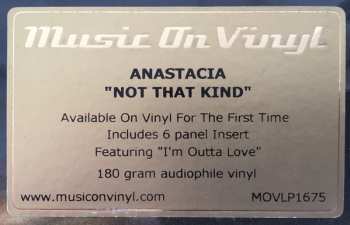 Music On Vinyl
ANASTACIA
"NOT THAT KIND"
Available On Vinyl For The First Time
Includes 6 panel Insert
Featuring "I'm Outta Love"
180 gram audiophile vinyl
www.musiconvinyl.com MOVLP1675